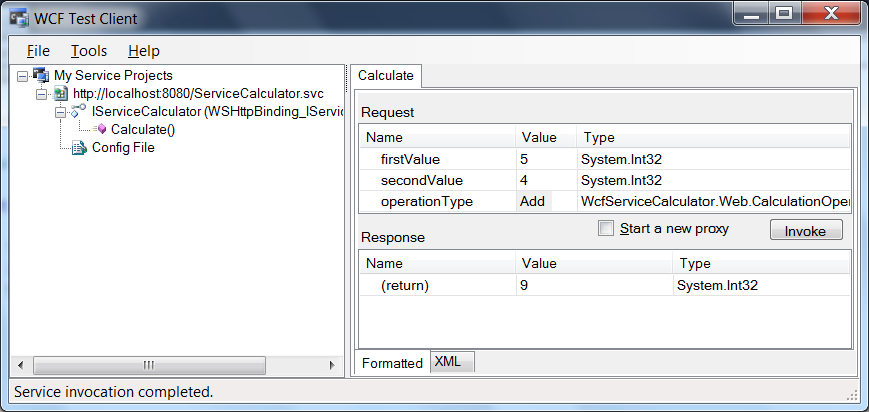 WCF Test Client
File Tools Help
My Service Projects
http://localhost:8080/ServiceCalculator.svc
IServiceCalculator (WSHttpBinding_IServic
Calculate()
Config File
Calculate
Request
Name Value Type
firstValue 5 System.Int32
secondValue 4 System.Int32
operationType Add WcfServiceCalculator.Web.CalculationOper
Start a new proxy Invoke
Response
Name Value Type
(return) 9 System.Int32
Formatted XML
Service invocation completed.